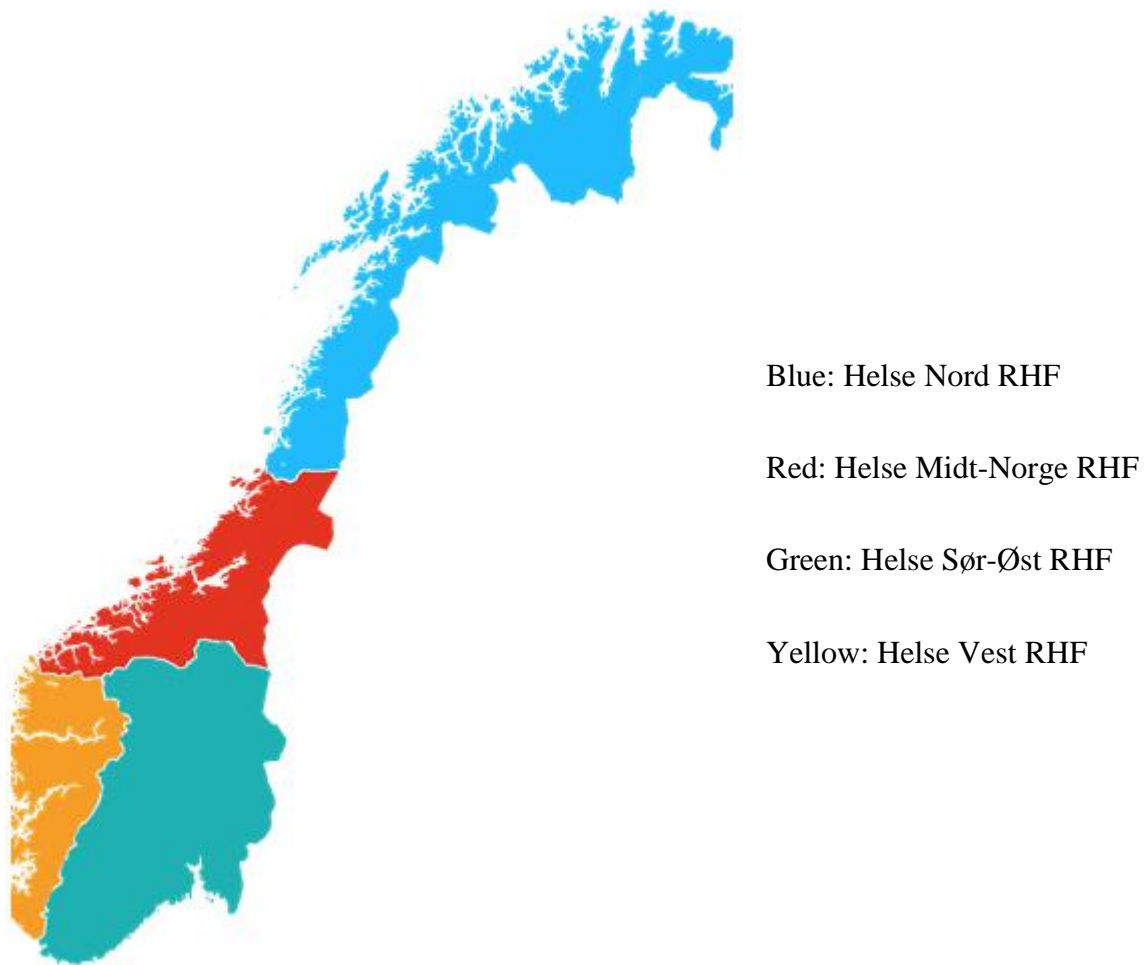 Blue: Helse Nord RHF
Red: Helse Midt-Norge RHF
Green: Helse Sør-Øst RHF
Yellow: Helse Vest RHF